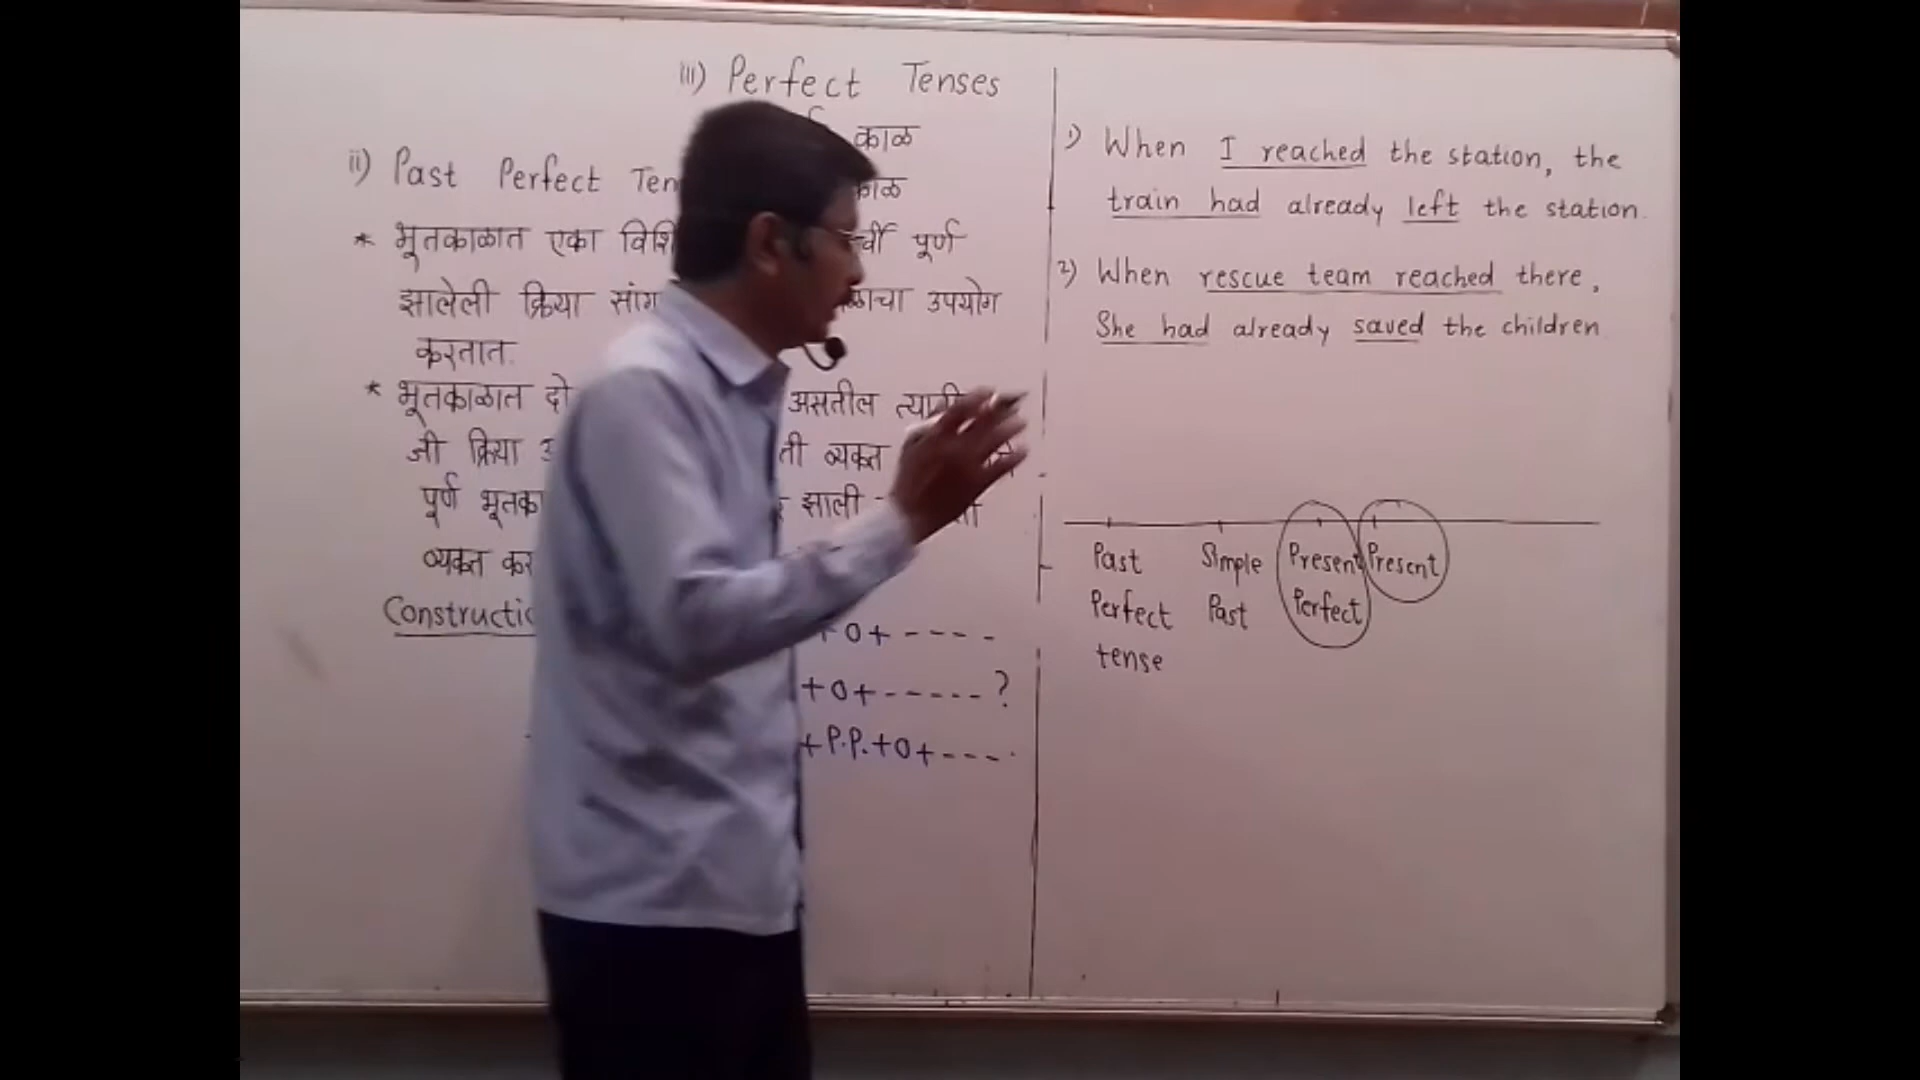 iii) Perfect Tenses
काळ
ii) Past Perfect Ten
काळ
* भूतकाळात एका पूर्ण
झालेली क्रिया उपयोग
करतात.
* भूतकाळात दो असतील
जी क्रिया ती व्यक्त
पूर्ण भूतका झाली
व्यक्त कर
Constructio
+ O + - - - -
+ O + - - - - - ?
+ P.P. + O + - - - .
1) When I reached the station, the
train had already left the station.
2) When rescue team reached there,
She had already saved the children
Past Simple Present Present
Perfect Past Perfect
tense